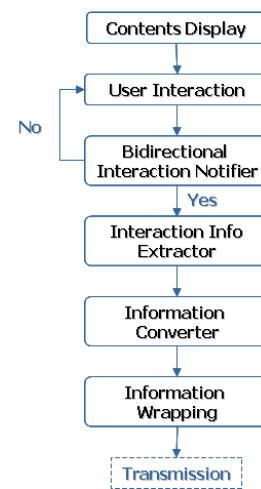 Contents Display
User Interaction
No
Bidirectional
Interaction Notifier
Yes
Interaction Info
Extractor
Information
Converter
Information
Wrapping
Transmission